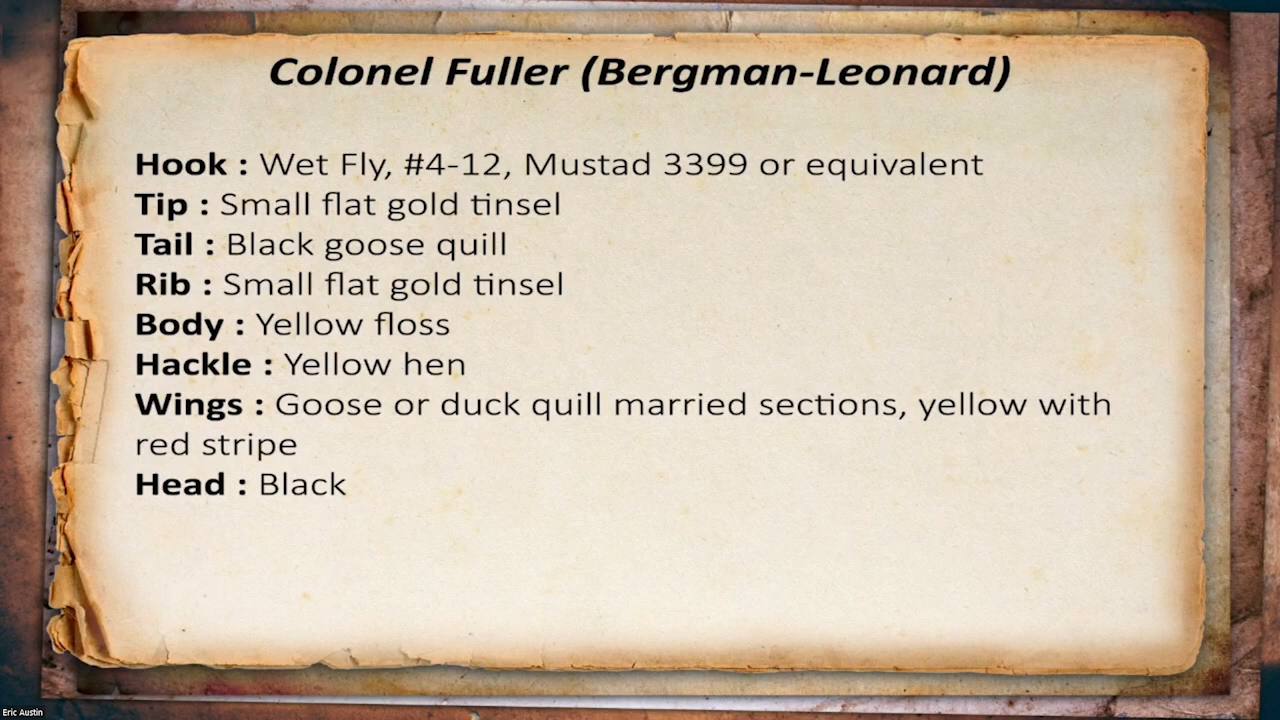 Colonel Fuller (Bergman-Leonard)
Hook : Wet Fly, #4-12, Mustad 3399 or equivalent
Tip : Small flat gold tinsel
Tail : Black goose quill
Rib : Small flat gold tinsel
Body : Yellow floss
Hackle : Yellow hen
Wings : Goose or duck quill married sections, yellow with
red stripe
Head : Black
Eric Austin